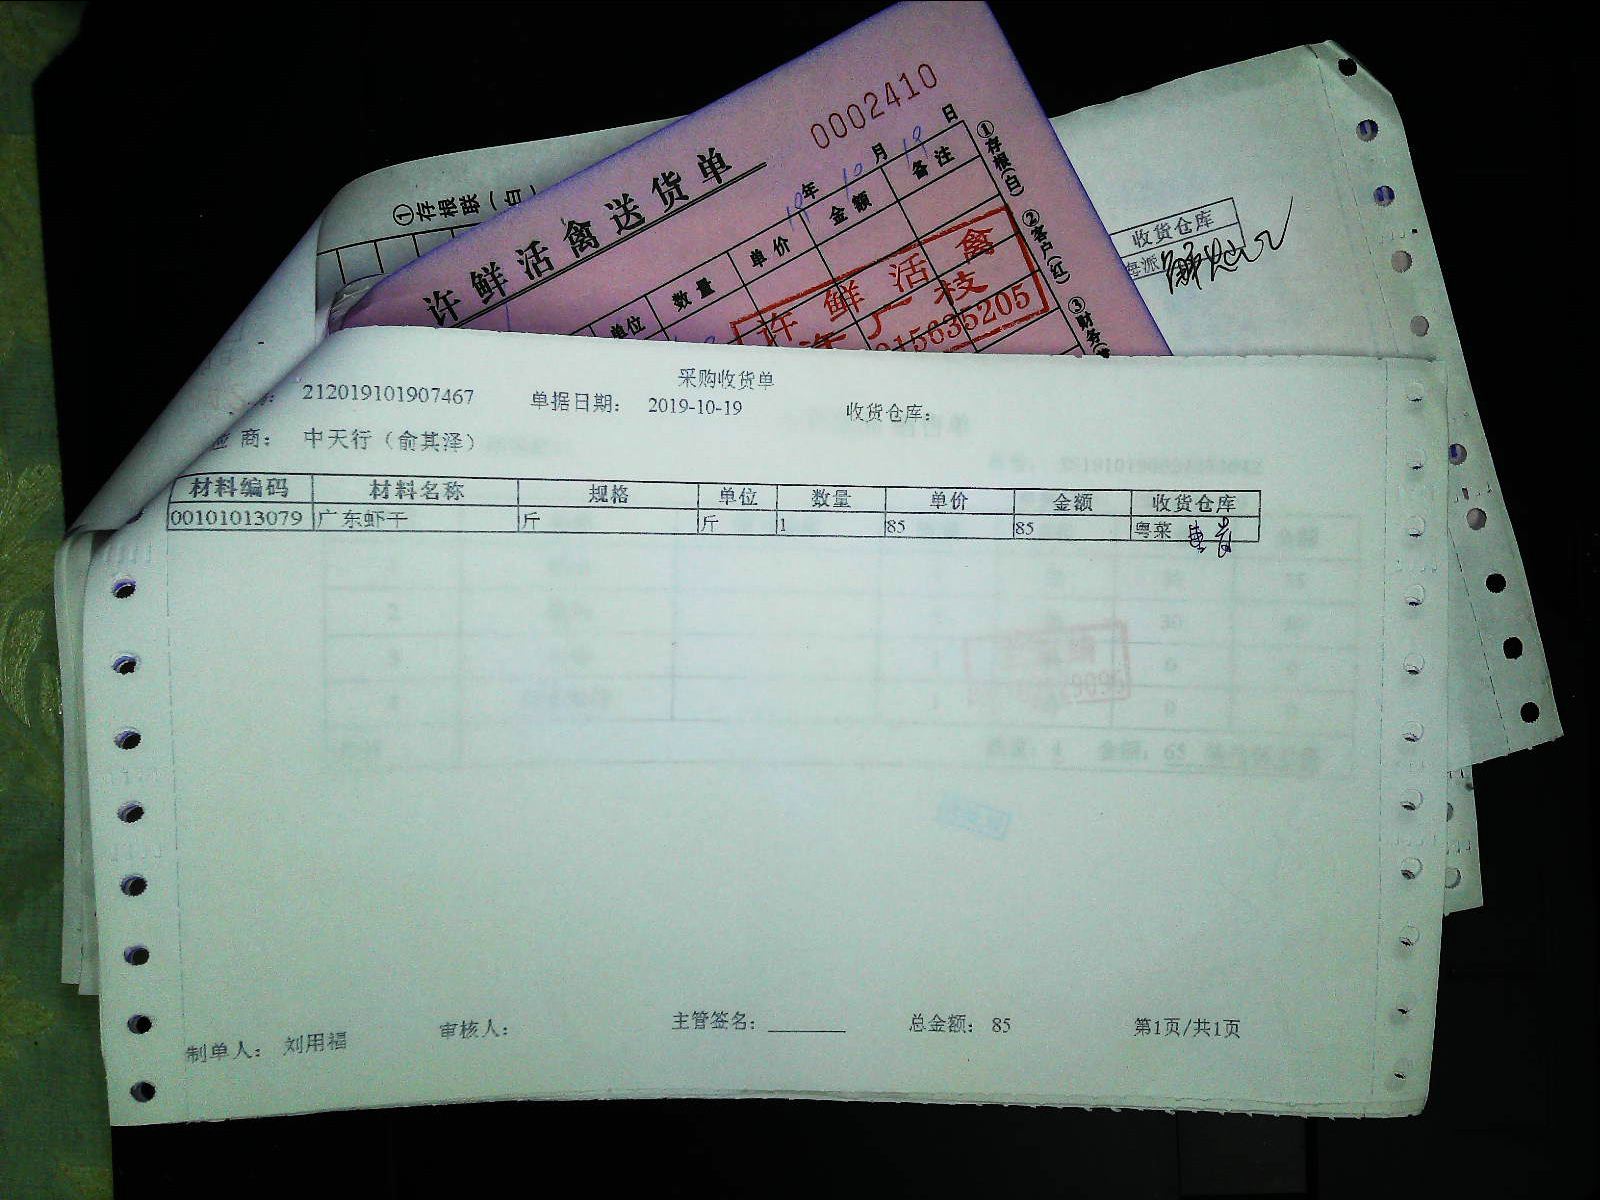 0002410
许鲜活禽送货单
19年10月19日
单位 数量 单价 金额 备注
①存根(白) ②客户(红) ③财务
许鲜活禽
15635205
①存根联(白)
收货仓库
采购收货单
212019101907467 单据日期: 2019-10-19 收货仓库:
商: 中天行(俞其泽)
材料编码 材料名称 规格 单位 数量 单价 金额 收货仓库
00101013079 广东虾干 斤 斤 1 85 85 粤菜
制单人: 刘用福 审核人: 主管签名: 总金额: 85 第1页/共1页